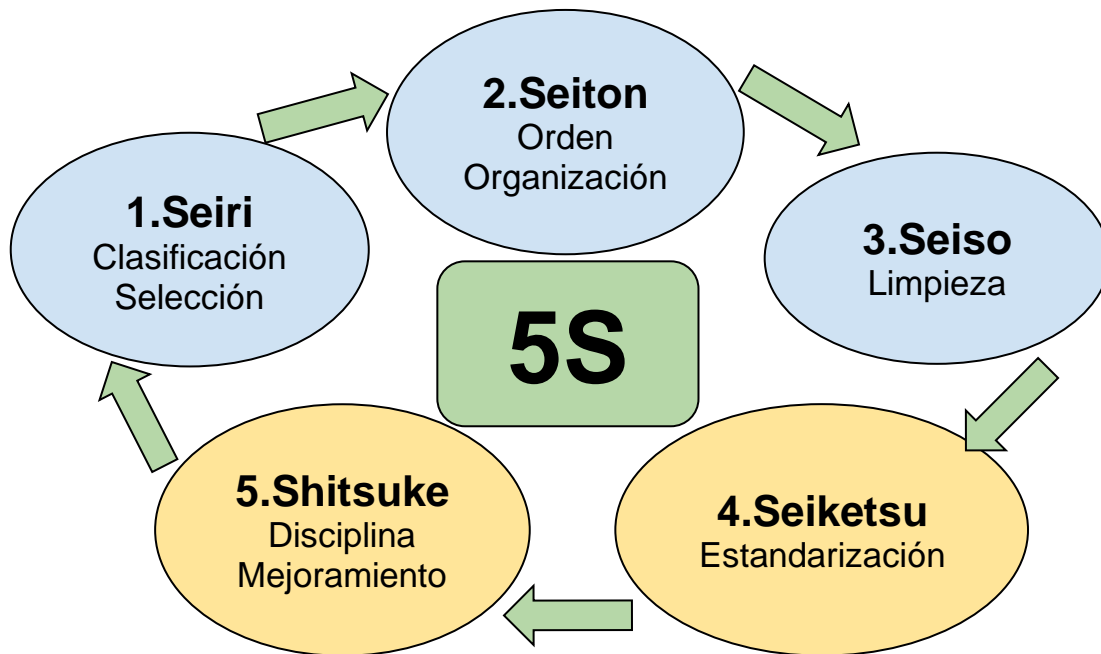 1.Seiri
Clasificación
Selección
2.Seiton
Orden
Organización
3.Seiso
Limpieza
4.Seiketsu
Estandarización
5.Shitsuke
Disciplina
Mejoramiento
5S